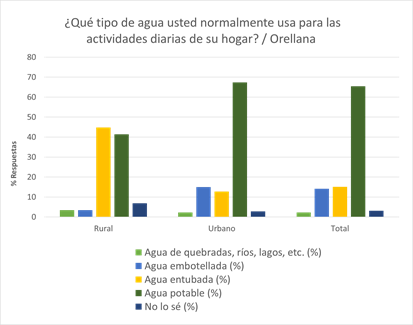 ¿Qué tipo de agua usted normalmente usa para las
actividades diarias de su hogar? / Orellana
80
70
60
50
40
30
20
10
0
% Respuestas
Rural
Urbano
Total
Agua de quebradas, ríos, lagos, etc. (%)
Agua embotellada (%)
Agua entubada (%)
Agua potable (%)
No lo sé (%)